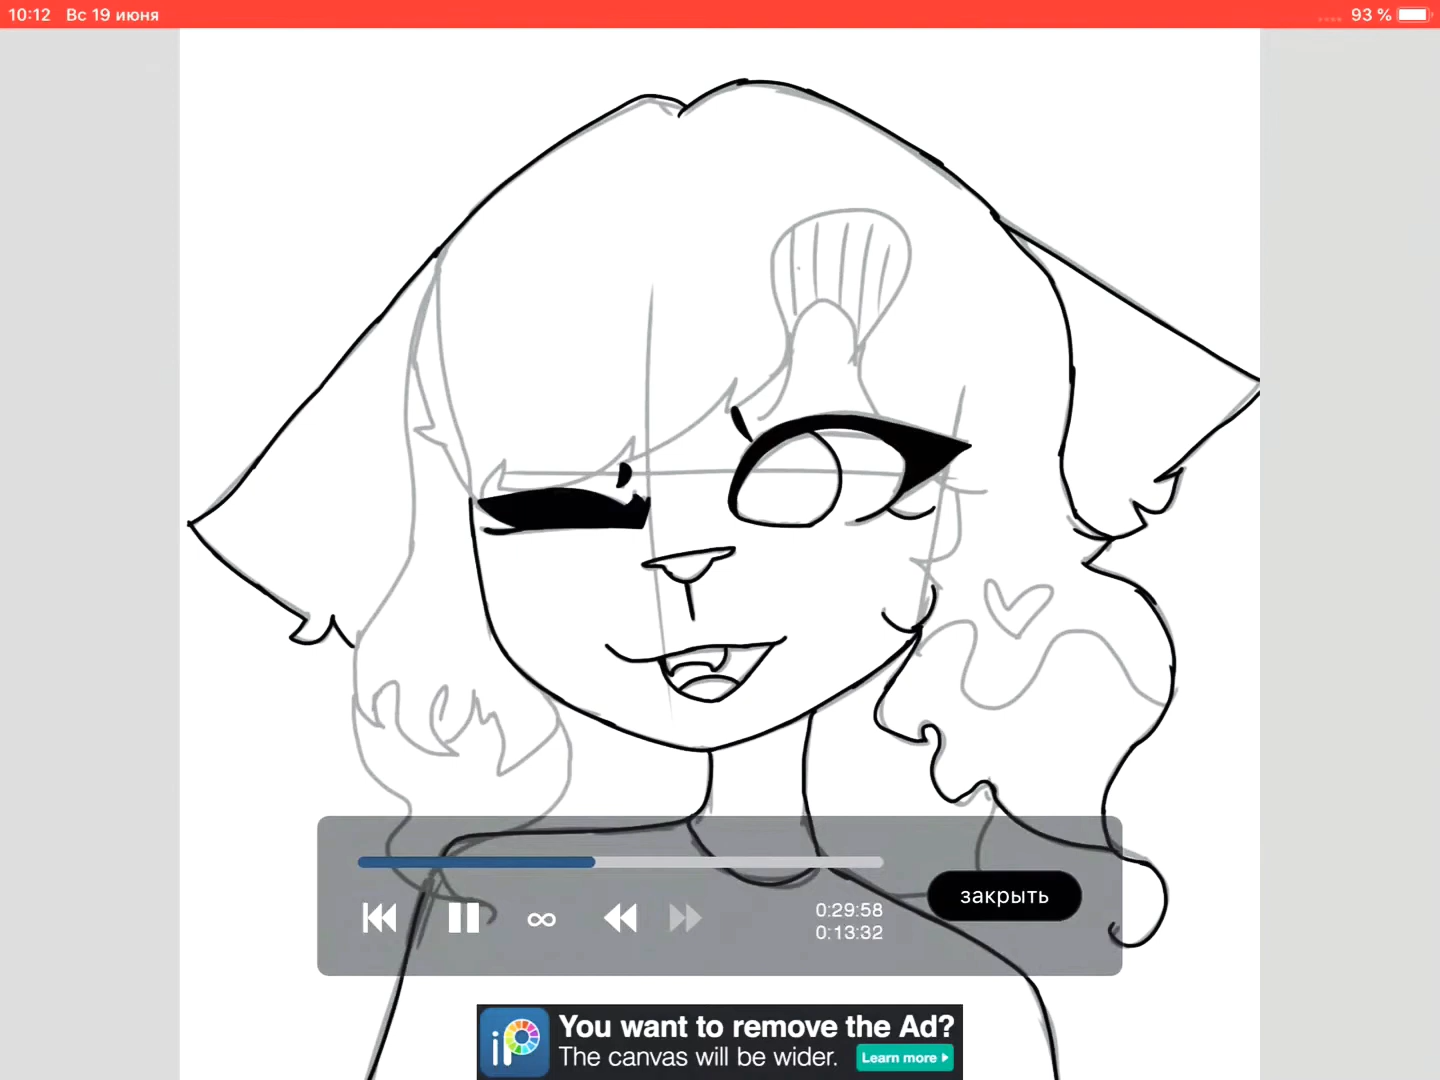 10:12 Вс 19 июня
93 %
0:29:58
0:13:32
закрыть
iP
You want to remove the Ad?
The canvas will be wider.
Learn more